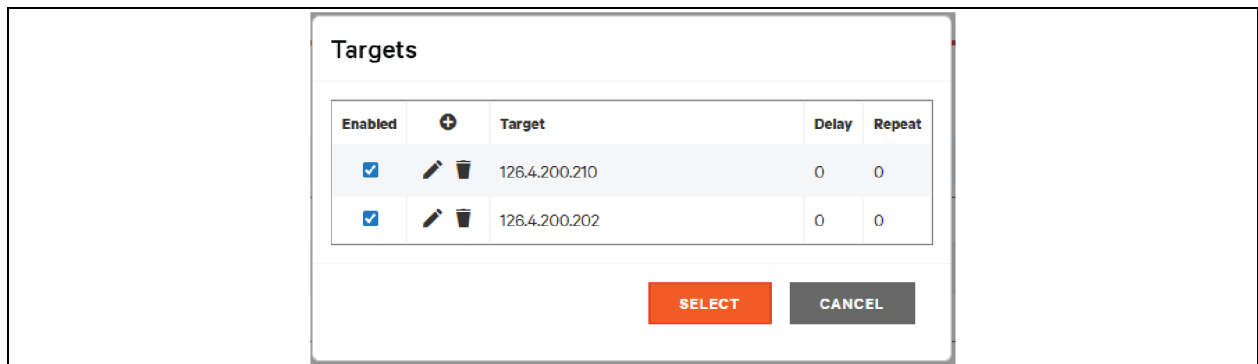 Targets
Enabled Target Delay Repeat
126.4.200.210 0 0
126.4.200.202 0 0
SELECT CANCEL